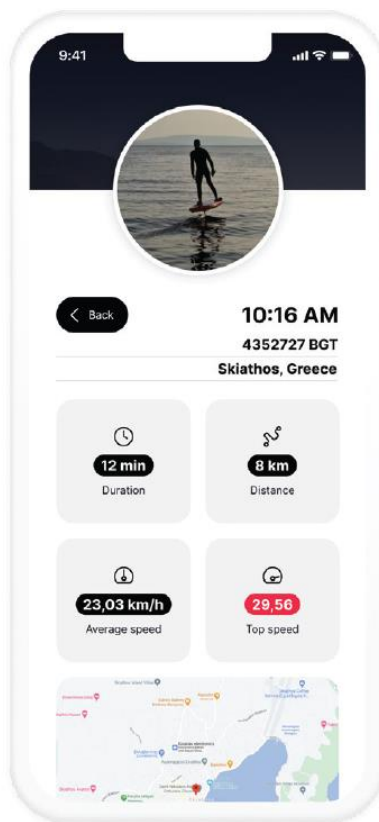 9:41
Back
10:16 AM
4352727 BGT
Skiathos, Greece
12 min
Duration
8 km
Distance
23,03 km/h
Average speed
29,56
Top speed